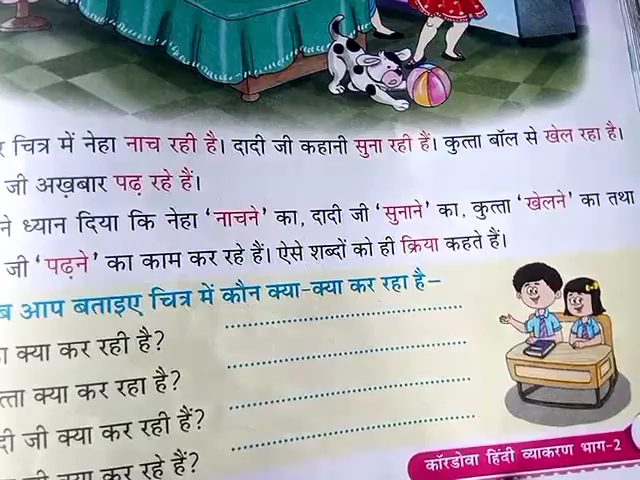 चित्र में नेहा नाच रही है। दादी जी कहानी सुना रही हैं। कुत्ता बॉल से खेल रहा है।
जी अख़बार पढ़ रहे हैं।
ने ध्यान दिया कि नेहा ‘नाचने’ का, दादी जी ‘सुनाने’ का, कुत्ता ‘खेलने’ का तथा
जी ‘पढ़ने’ का काम कर रहे हैं। ऐसे शब्दों को ही क्रिया कहते हैं।
आप बताइए चित्र में कौन क्या-क्या कर रहा है–
क्या कर रही है?
क्या कर रहा है?
जी क्या कर रही हैं?
क्या कर रहे हैं?
कॉरडोवा हिंदी व्याकरण भाग-2